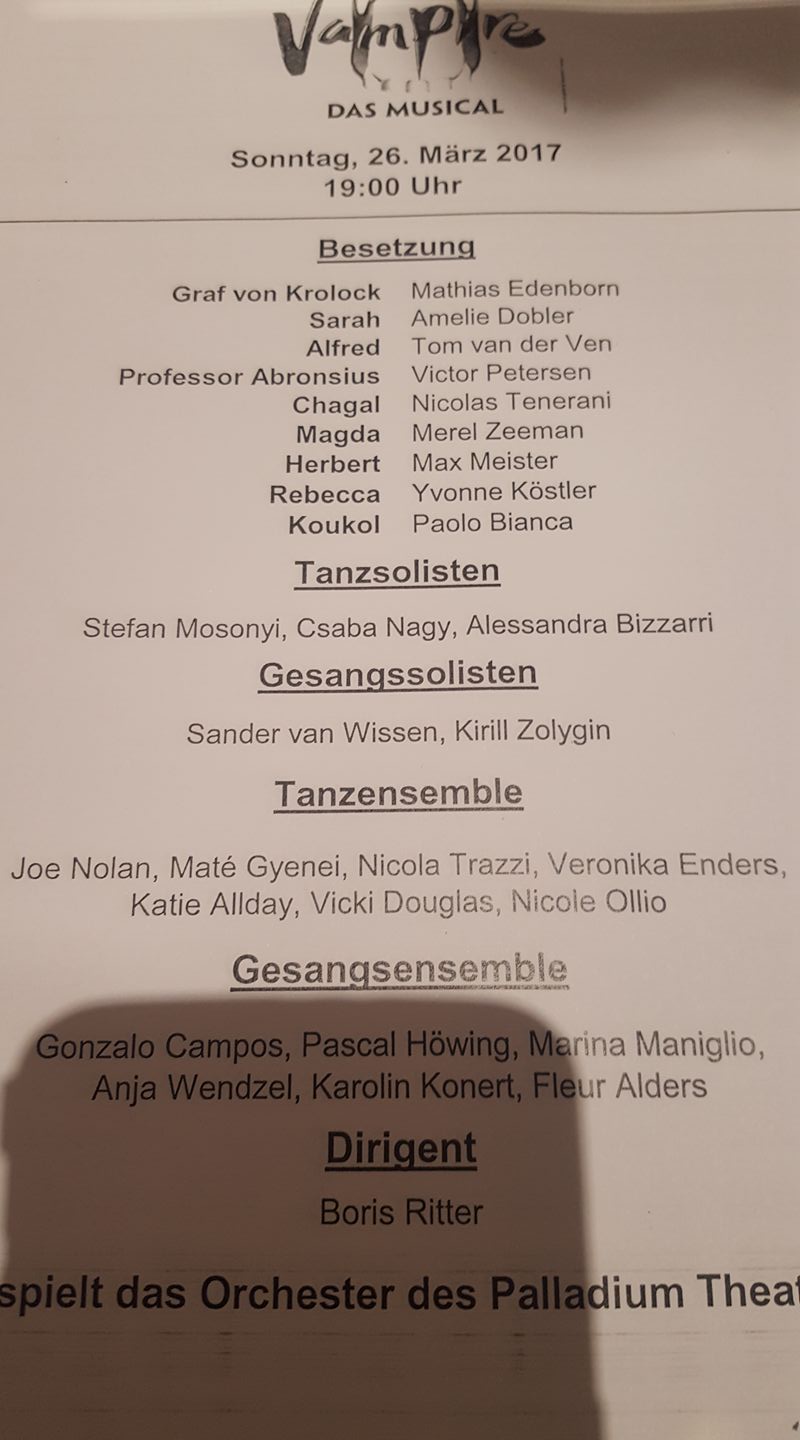 Vampire
DAS MUSICAL
Sonntag, 26. März 2017
19:00 Uhr
Besetzung
Graf von Krolock Mathias Edenborn
Sarah Amelie Dobler
Alfred Tom van der Ven
Professor Abronsius Victor Petersen
Chagal Nicolas Tenerani
Magda Merel Zeeman
Herbert Max Meister
Rebecca Yvonne Köstler
Koukol Paolo Bianca
Tanzsolisten
Stefan Mosonyi, Csaba Nagy, Alessandra Bizzarri
Gesangssolisten
Sander van Wissen, Kirill Zolygin
Tanzensemble
Joe Nolan, Maté Gyenei, Nicola Trazzi, Veronika Enders,
Katie Allday, Vicki Douglas, Nicole Ollio
Gesangsensemble
Gonzalo Campos, Pascal Höwing, Marina Maniglio,
Anja Wendzel, Karolin Konert, Fleur Alders
Dirigent
Boris Ritter
spielt das Orchester des Palladium Theat